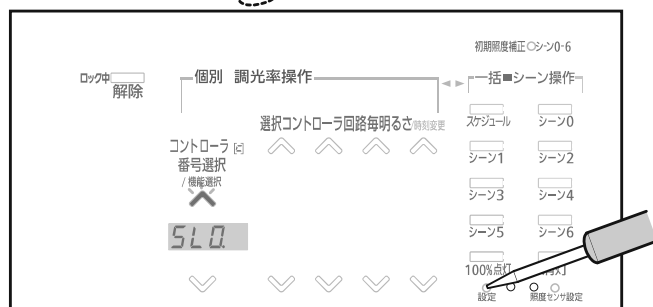 初期照度補正 シーン0-6
ロック中
解除
個別 調光率操作
一括■シーン操作
選択コントローラ回路毎明るさ/時刻変更
コントローラ
番号選択
/機能選択
SLO.
スケジュール シーン0
シーン1 シーン2
シーン3 シーン4
シーン5 シーン6
100%点灯
設定 照度センサ設定